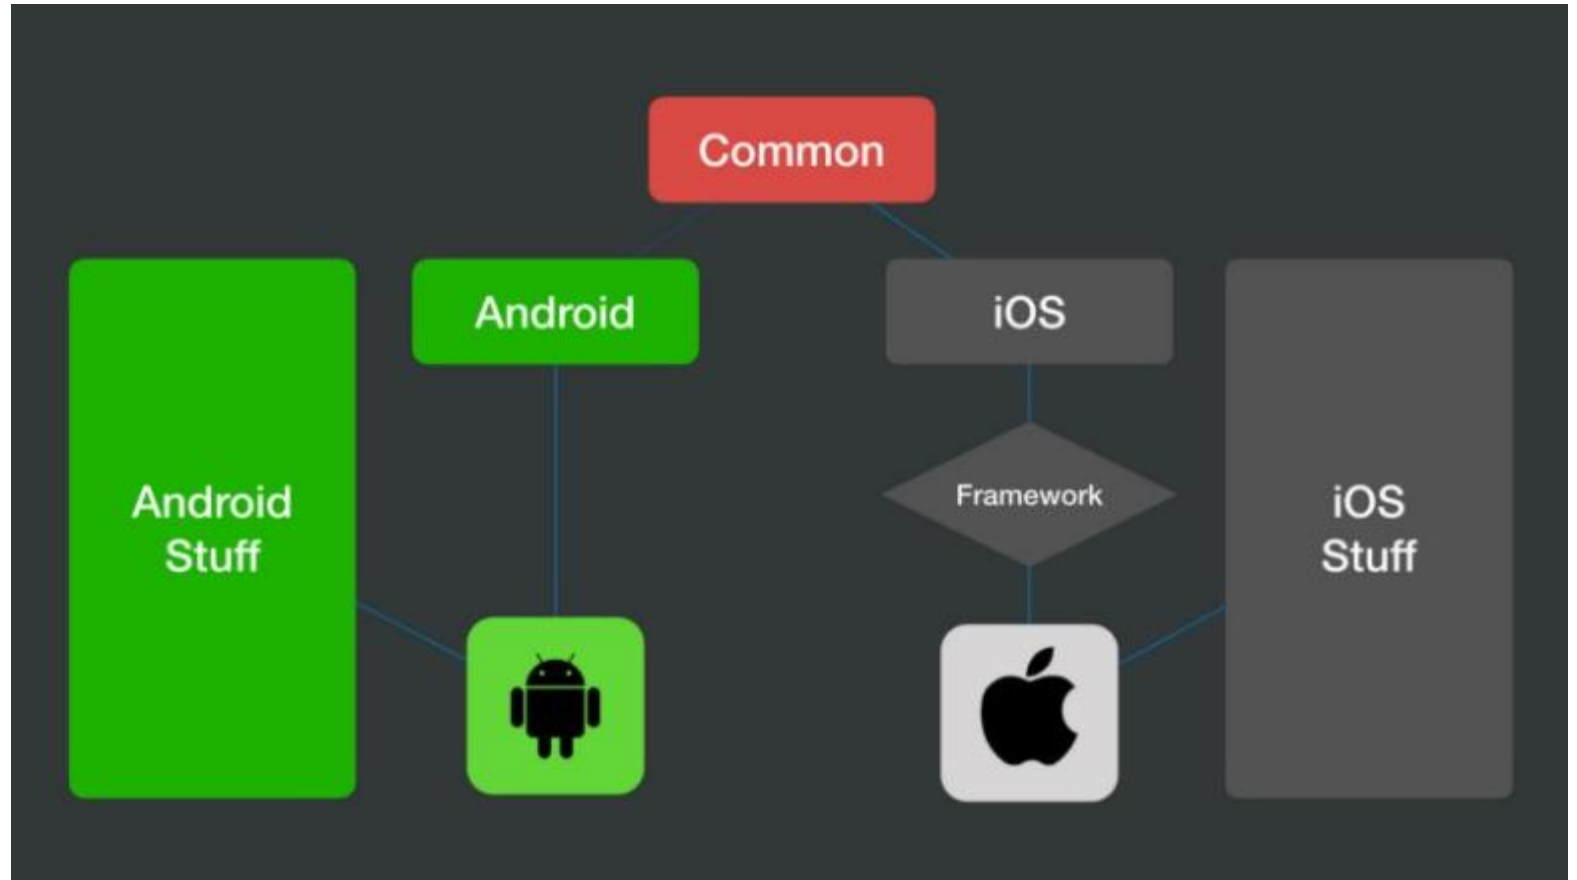 Common
Android
iOS
Android
Stuff
Framework
iOS
Stuff